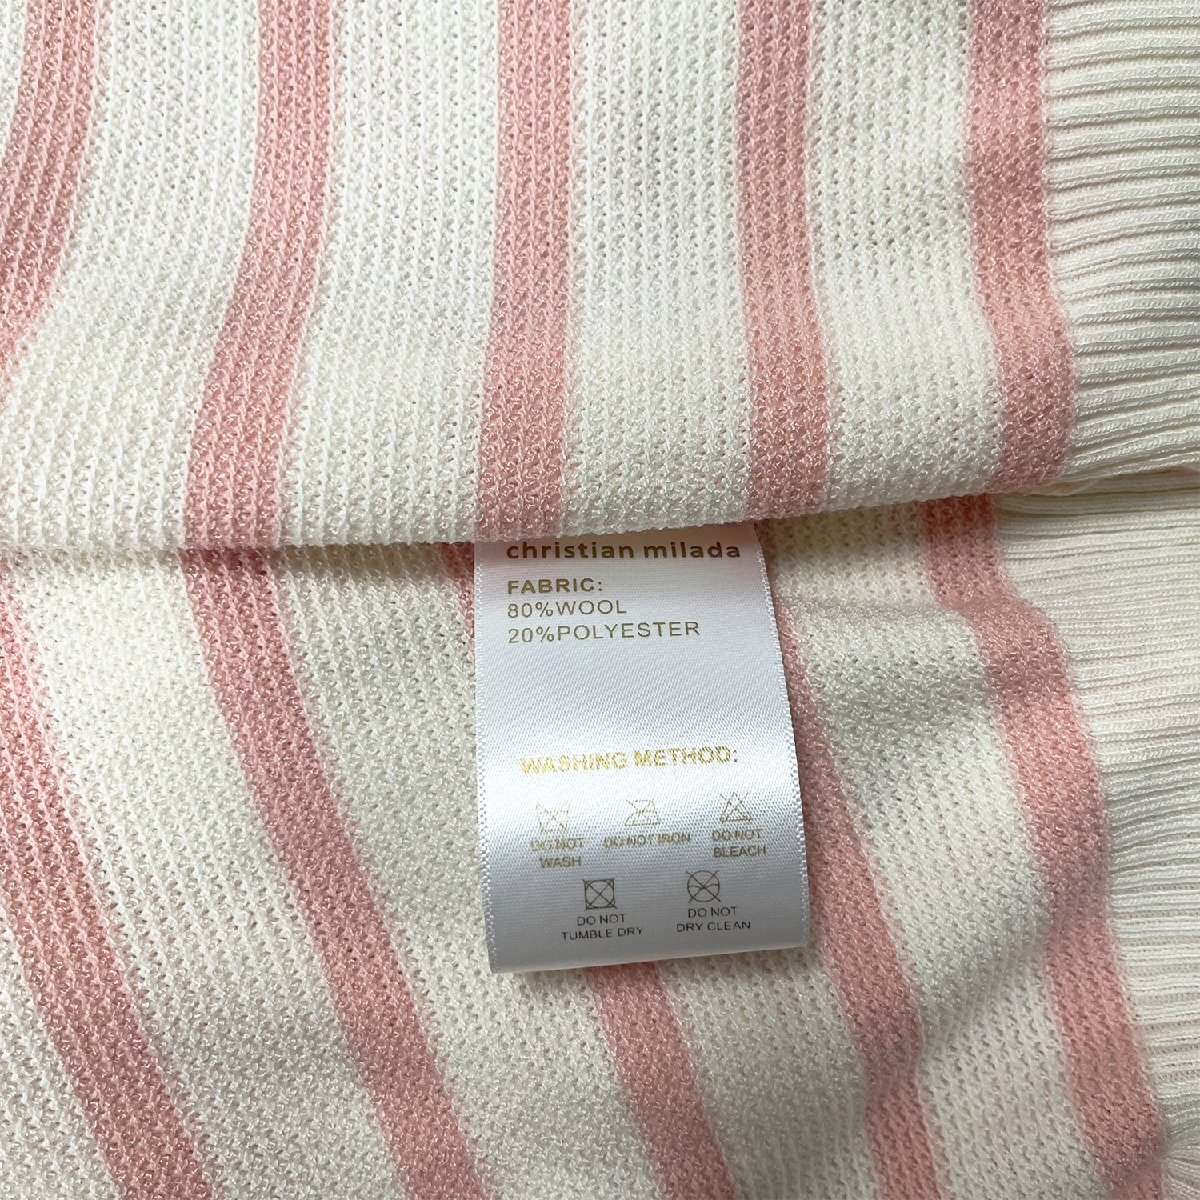 christian milada
FABRIC:
80%WOOL
20%POLYESTER
WASHING METHOD:
DO NOT
WASH
DO NOT IRON
DO NOT
BLEACH
DO NOT
TUMBLE DRY
DO NOT
DRY CLEAN